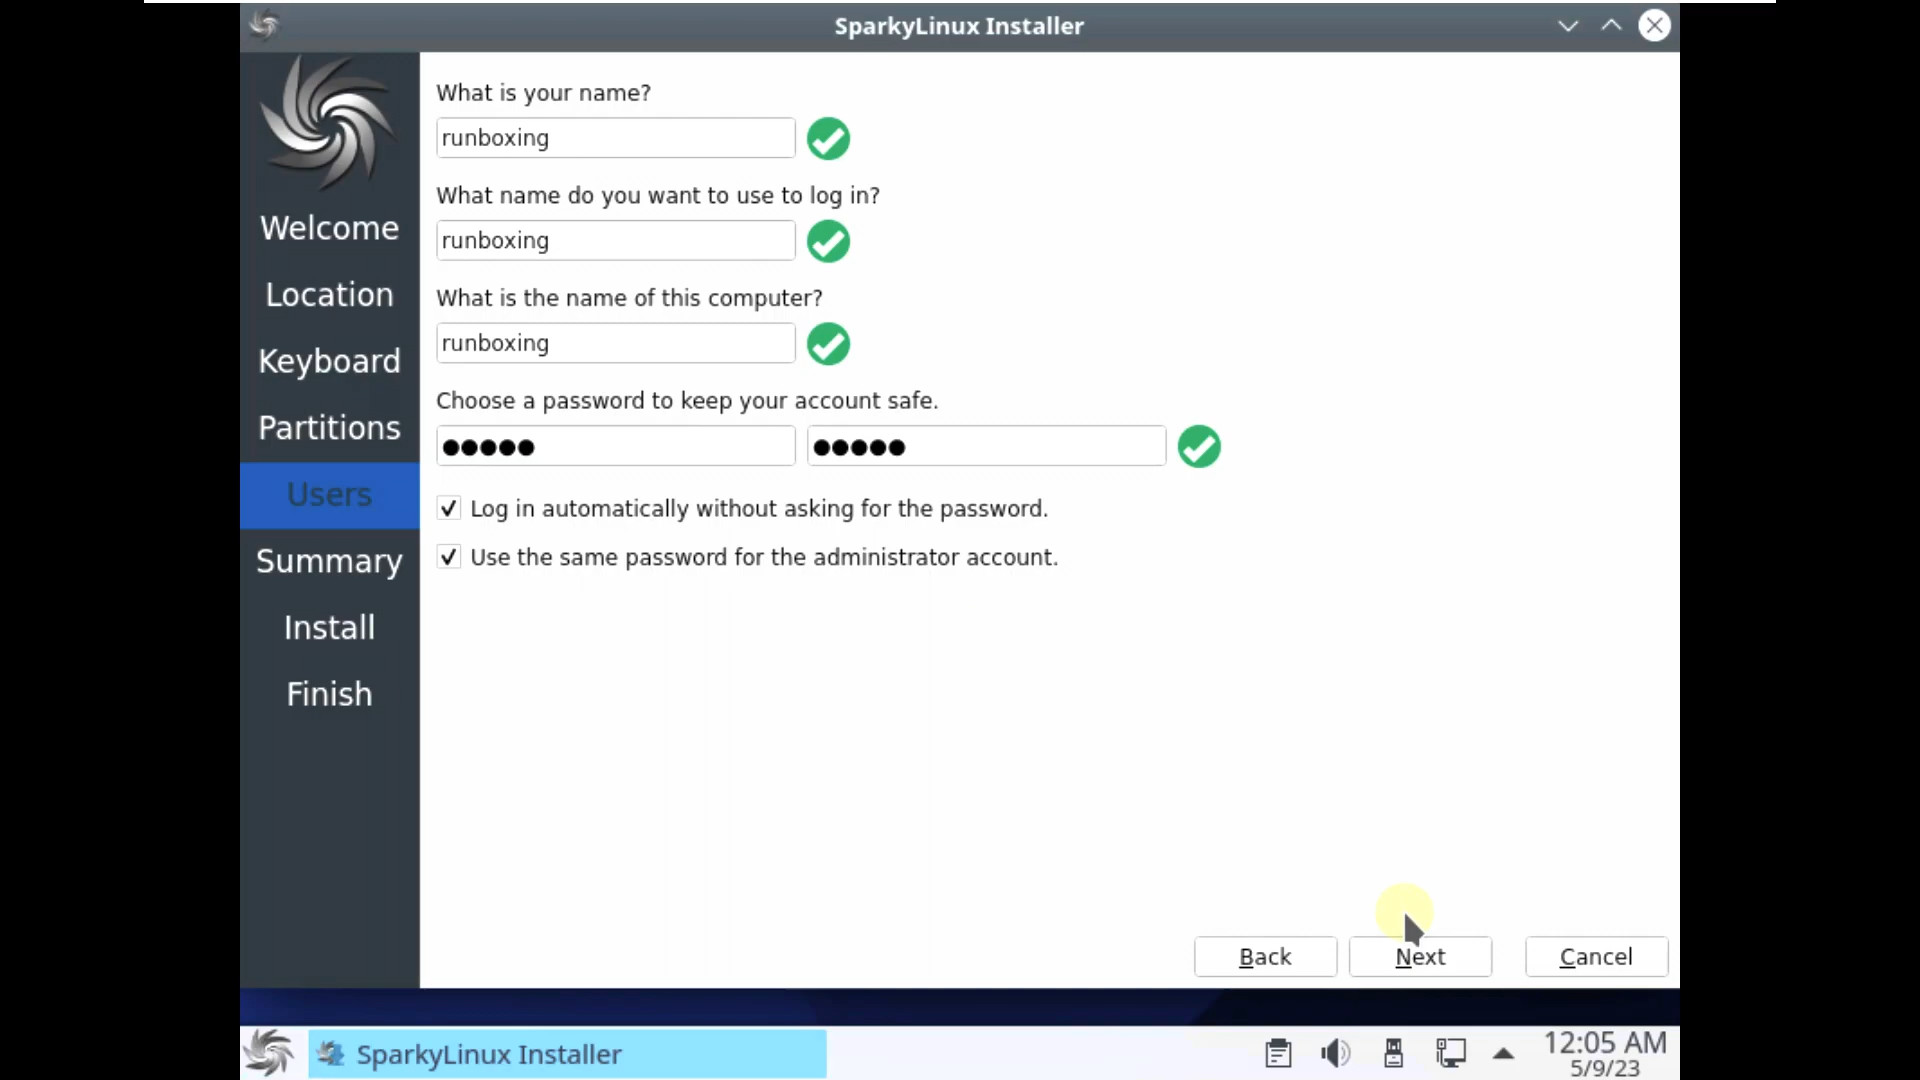 SparkyLinux Installer
Welcome
Location
Keyboard
Partitions
Users
Summary
Install
Finish
What is your name?
runboxing
What name do you want to use to log in?
runboxing
What is the name of this computer?
runboxing
Choose a password to keep your account safe.
●●●●● ●●●●●
Log in automatically without asking for the password.
Use the same password for the administrator account.
Back Next Cancel
SparkyLinux Installer
12:05 AM
5/9/23